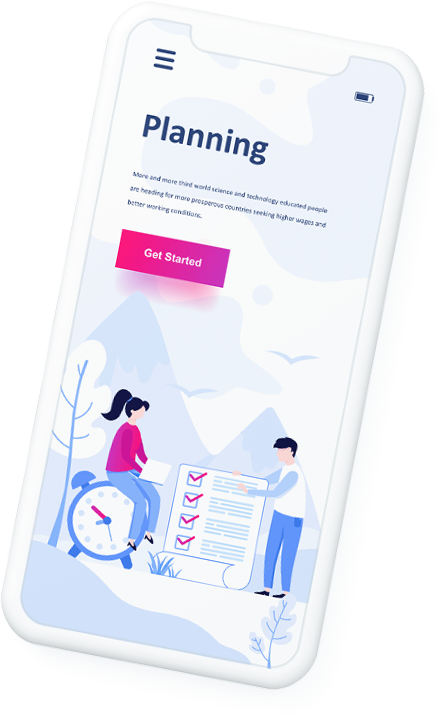 Planning
More and more third world science and technology educated people
are heading for more prosperous countries seeking higher wages and
better working conditions.
Get Started